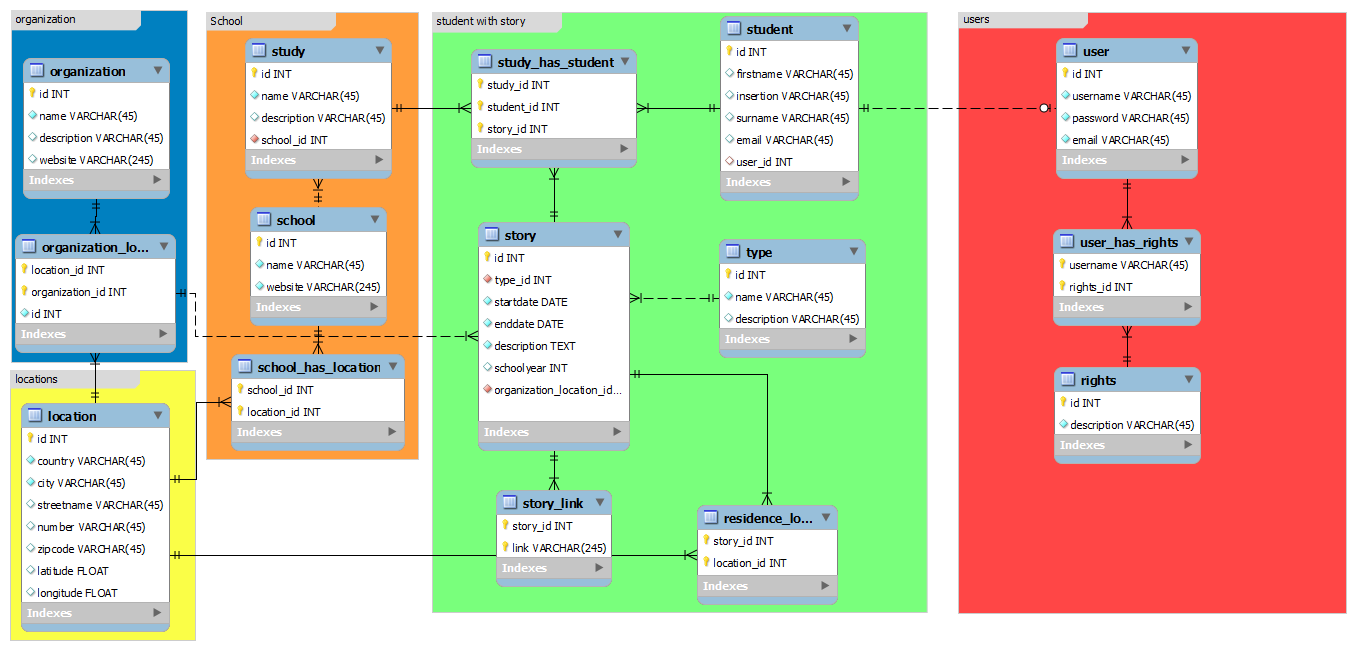 organization
organization
id INT
name VARCHAR(45)
description VARCHAR(45)
website VARCHAR(245)
Indexes
organization_lo...
location_id INT
organization_id INT
id INT
Indexes
locations
location
id INT
country VARCHAR(45)
city VARCHAR(45)
streetname VARCHAR(45)
number VARCHAR(45)
zipcode VARCHAR(45)
latitude FLOAT
longitude FLOAT
Indexes
School
study
id INT
name VARCHAR(45)
description VARCHAR(45)
school_id INT
Indexes
school
id INT
name VARCHAR(45)
website VARCHAR(245)
Indexes
school_has_location
school_id INT
location_id INT
Indexes
student with story
study_has_student
study_id INT
student_id INT
story_id INT
Indexes
student
id INT
firstname VARCHAR(45)
insertion VARCHAR(45)
surname VARCHAR(45)
email VARCHAR(45)
user_id INT
Indexes
story
id INT
type_id INT
startdate DATE
enddate DATE
description TEXT
schoolyear INT
organization_location_id...
Indexes
type
id INT
name VARCHAR(45)
description VARCHAR(45)
Indexes
story_link
story_id INT
link VARCHAR(245)
Indexes
residence_lo...
story_id INT
location_id INT
Indexes
users
user
id INT
username VARCHAR(45)
password VARCHAR(45)
email VARCHAR(45)
Indexes
user_has_rights
username VARCHAR(45)
rights_id INT
Indexes
rights
id INT
description VARCHAR(45)
Indexes